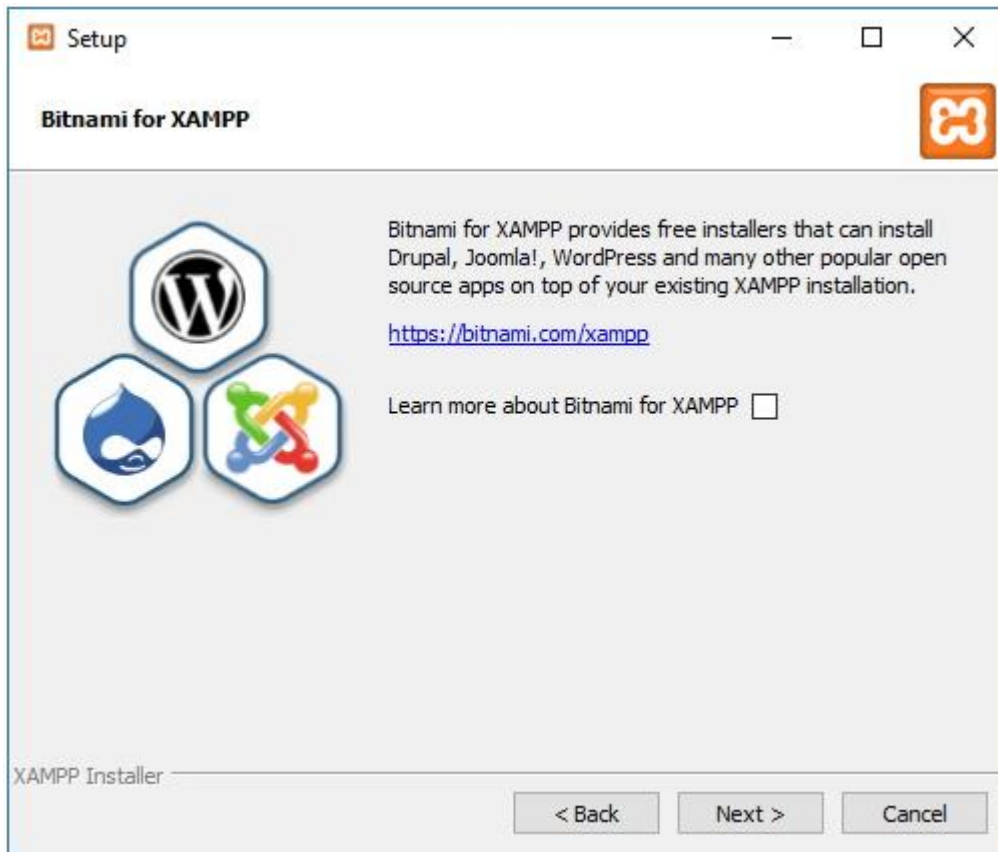 Setup
Bitnami for XAMPP
Bitnami for XAMPP provides free installers that can install
Drupal, Joomla!, WordPress and many other popular open
source apps on top of your existing XAMPP installation.
https://bitnami.com/xampp
Learn more about Bitnami for XAMPP
XAMPP Installer
< Back Next > Cancel